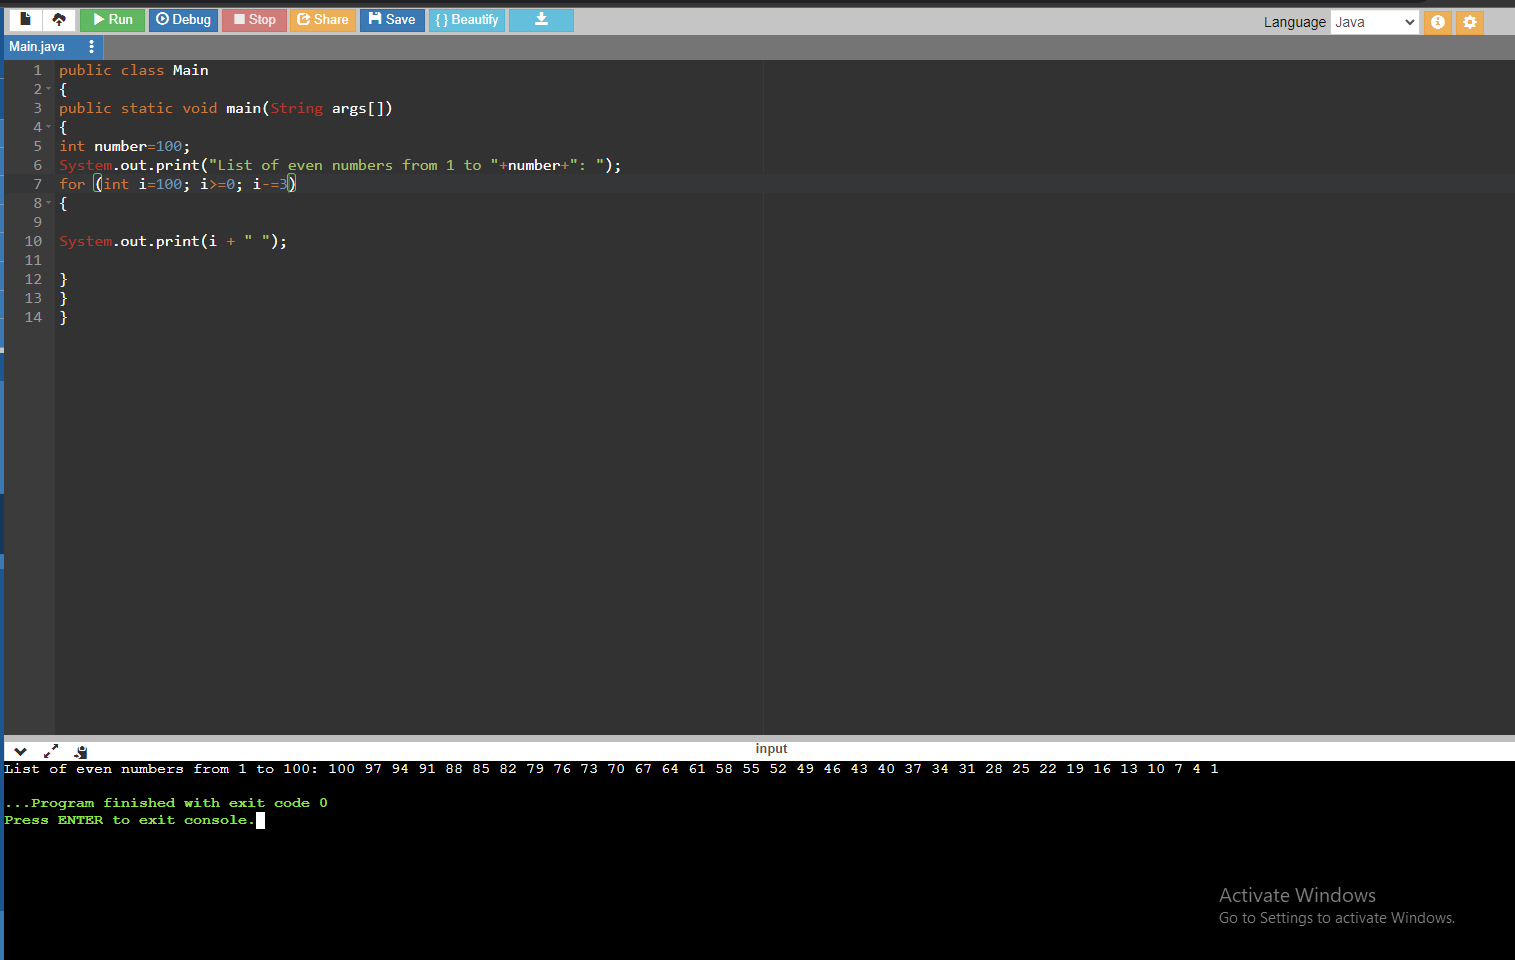 Run Debug Stop Share Save { } Beautify Language Java
Main.java
1 public class Main
2 {
3 public static void main(String args[])
4 {
5 int number=100;
6 System.out.print("List of even numbers from 1 to "+number+": ");
7 for (int i=100; i>=0; i-=3)
8 {
9
10 System.out.print(i + " ");
11
12 }
13 }
14 }
input
List of even numbers from 1 to 100: 100 97 94 91 88 85 82 79 76 73 70 67 64 61 58 55 52 49 46 43 40 37 34 31 28 25 22 19 16 13 10 7 4 1
...Program finished with exit code 0
Press ENTER to exit console.
Activate Windows
Go to Settings to activate Windows.